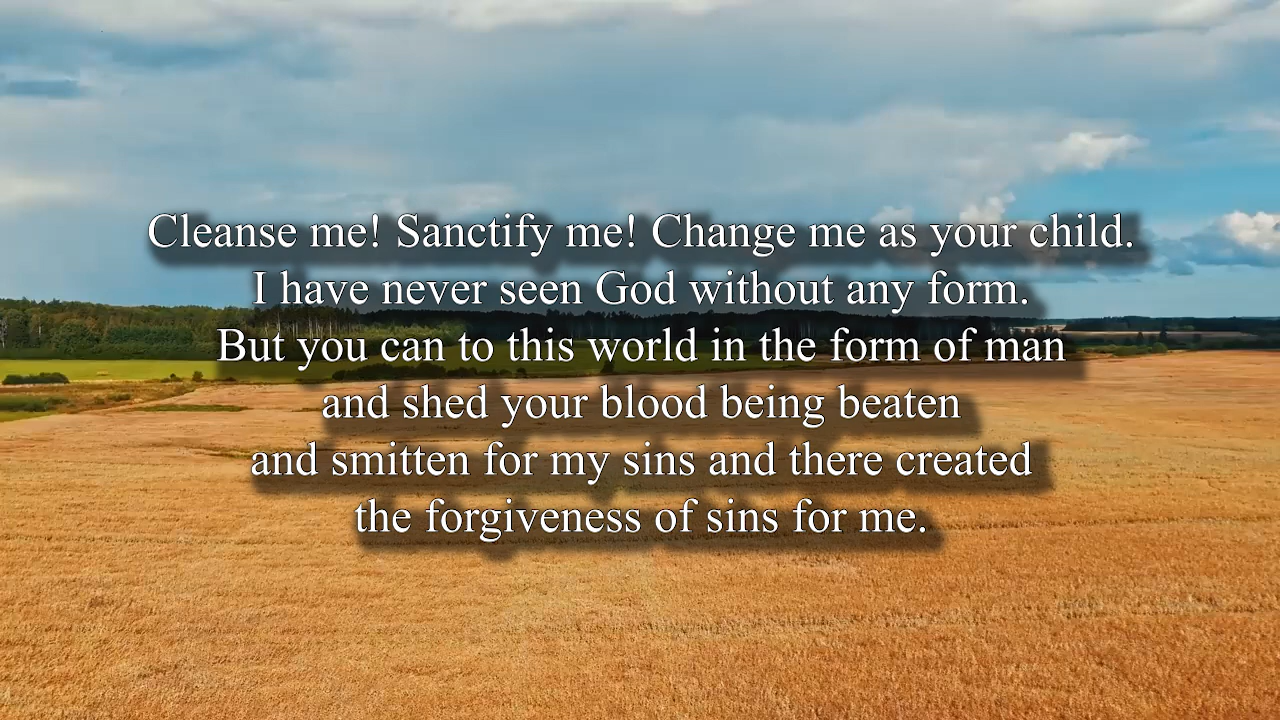 Cleanse me! Sanctify me! Change me as your child.
I have never seen God without any form.
But you can to this world in the form of man
and shed your blood being beaten
and smitten for my sins and there created
the forgiveness of sins for me.